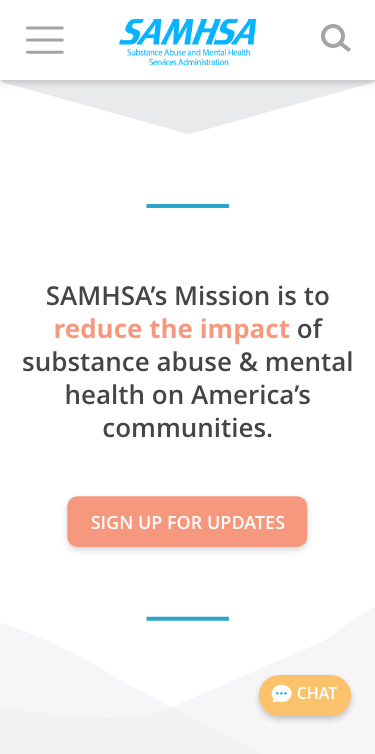 SAMHSA
Substance Abuse and Mental Health
Services Administration
SAMHSA’s Mission is to
reduce the impact of
substance abuse & mental
health on America’s
communities.
SIGN UP FOR UPDATES
CHAT